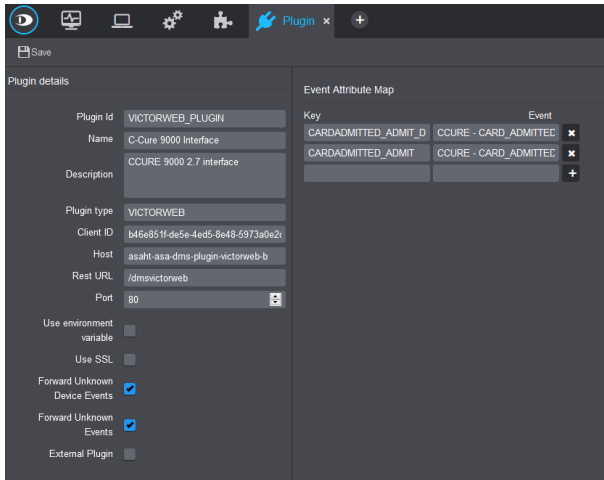 Plugin
Save
Plugin details
Plugin Id VICTORWEB_PLUGIN
Name C-Cure 9000 Interface
Description CCURE 9000 2.7 interface
Plugin type VICTORWEB
Client ID b46e851f-de5e-4ed5-8e48-5973a0e2c
Host asaht-asa-dms-plugin-victorweb-b
Rest URL /dmsvictorweb
Port 80
Use environment
variable
Use SSL
Forward Unknown
Device Events
Forward Unknown
Events
External Plugin
Event Attribute Map
Key Event
CARDADMITTED_ADMIT_D CCURE - CARD_ADMITTED
CARDADMITTED_ADMIT CCURE - CARD_ADMITTED